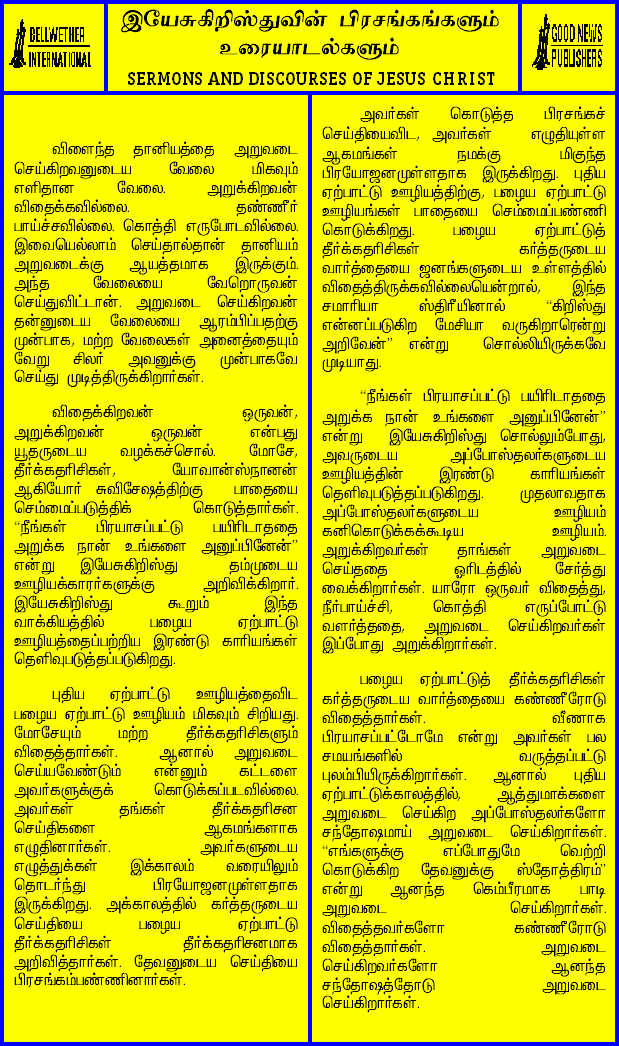 BELLWETHER
INTERNATIONAL
இயேசுகிறிஸ்துவின் பிரசங்கங்களும்
உரையாடல்களும்
SERMONS AND DISCOURSES OF JESUS CHRIST
GOOD NEWS
PUBLISHERS
விளைந்த தானியத்தை அறுவடை
செய்கிறவனுடைய வேலை மிகவும்
எளிதான வேலை. அறுக்கிறவன்
விதைக்கவில்லை. தண்ணீர்
பாய்ச்சவில்லை. கொத்தி எருபோடவில்லை.
இவையெல்லாம் செய்தால்தான் தானியம்
அறுவடைக்கு ஆயத்தமாக இருக்கும்.
அந்த வேலையை வேறொருவன்
செய்துவிட்டான். அறுவடை செய்கிறவன்
தன்னுடைய வேலையை ஆரம்பிப்பதற்கு
முன்பாக, மற்ற வேலைகள் அனைத்தையும்
வேறு சிலர் அவனுக்கு முன்பாகவே
செய்து முடித்திருக்கிறார்கள்.
விதைக்கிறவன் ஒருவன்,
அறுக்கிறவன் ஒருவன் என்பது
யூதருடைய வழக்கச்சொல். மோசே,
தீர்க்கதரிசிகள், யோவான்ஸ்நானன்
ஆகியோர் சுவிசேஷத்திற்கு பாதையை
செம்மைப்படுத்திக் கொடுத்தார்கள்.
“நீங்கள் பிரயாசப்பட்டு பயிரிடாததை
அறுக்க நான் உங்களை அனுப்பினேன்”
என்று இயேசுகிறிஸ்து தம்முடைய
ஊழியக்காரர்களுக்கு அறிவிக்கிறார்.
இயேசுகிறிஸ்து கூறும் இந்த
வாக்கியத்தில் பழைய ஏற்பாட்டு
ஊழியத்தைப்பற்றிய இரண்டு காரியங்கள்
தெளிவுபடுத்தப்படுகிறது.
புதிய ஏற்பாட்டு ஊழியத்தைவிட
பழைய ஏற்பாட்டு ஊழியம் மிகவும் சிறியது.
மோசேயும் மற்ற தீர்க்கதரிசிகளும்
விதைத்தார்கள். ஆனால் அறுவடை
செய்யவேண்டும் என்னும் கட்டளை
அவர்களுக்குக் கொடுக்கப்படவில்லை.
அவர்கள் தங்கள் தீர்க்கதரிசன
செய்திகளை ஆகமங்களாக
எழுதினார்கள். அவர்களுடைய
எழுத்துக்கள் இக்காலம் வரையிலும்
தொடர்ந்து பிரயோஜனமுள்ளதாக
இருக்கிறது. அக்காலத்தில் கர்த்தருடைய
செய்தியை பழைய ஏற்பாட்டு
தீர்க்கதரிசிகள் தீர்க்கதரிசனமாக
அறிவித்தார்கள். தேவனுடைய செய்தியை
பிரசங்கம்பண்ணினார்கள்.
அவர்கள் கொடுத்த பிரசங்கச்
செய்தியைவிட, அவர்கள் எழுதியுள்ள
ஆகமங்கள் நமக்கு மிகுந்த
பிரயோஜனமுள்ளதாக இருக்கிறது. புதிய
ஏற்பாட்டு ஊழியத்திற்கு, பழைய ஏற்பாட்டு
ஊழியங்கள் பாதையை செம்மைப்பண்ணி
கொடுக்கிறது. பழைய ஏற்பாட்டுத்
தீர்க்கதரிசிகள் கர்த்தருடைய
வார்த்தையை ஜனங்களுடைய உள்ளத்தில்
விதைத்திருக்கவில்லையென்றால், இந்த
சமாரியா ஸ்திரீயினால் “கிறிஸ்து
என்னப்படுகிற மேசியா வருகிறாரென்று
அறிவேன்” என்று சொல்லியிருக்கவே
முடியாது.
“நீங்கள் பிரயாசப்பட்டு பயிரிடாததை
அறுக்க நான் உங்களை அனுப்பினேன்”
என்று இயேசுகிறிஸ்து சொல்லும்போது,
அவருடைய அப்போஸ்தலர்களுடைய
ஊழியத்தின் இரண்டு காரியங்கள்
தெளிவுபடுத்தப்படுகிறது. முதலாவதாக
அப்போஸ்தலர்களுடைய ஊழியம்
கனிகொடுக்கக்கூடிய ஊழியம்.
அறுக்கிறவர்கள் தாங்கள் அறுவடை
செய்ததை ஓரிடத்தில் சேர்த்து
வைக்கிறார்கள். யாரோ ஒருவர் விதைத்து,
நீர்பாய்ச்சி, கொத்தி எருப்போட்டு
வளர்த்ததை, அறுவடை செய்கிறவர்கள்
இப்போது அறுக்கிறார்கள்.
பழைய ஏற்பாட்டுத் தீர்க்கதரிசிகள்
கர்த்தருடைய வார்த்தையை கண்ணீரோடு
விதைத்தார்கள். வீணாக
பிரயாசப்பட்டோமே என்று அவர்கள் பல
சமயங்களில் வருத்தப்பட்டு
புலம்பியிருக்கிறார்கள். ஆனால் புதிய
ஏற்பாட்டுக்காலத்தில், ஆத்துமாக்களை
அறுவடை செய்கிற அப்போஸ்தலர்களோ
சந்தோஷமாய் அறுவடை செய்கிறார்கள்.
“எங்களுக்கு எப்போதுமே வெற்றி
கொடுக்கிற தேவனுக்கு ஸ்தோத்திரம்”
என்று ஆனந்த கெம்பீரமாக பாடி
அறுவடை செய்கிறார்கள்.
விதைத்தவர்களோ கண்ணீரோடு
விதைத்தார்கள். அறுவடை
செய்கிறவர்களோ ஆனந்த
சந்தோஷத்தோடு அறுவடை
செய்கிறார்கள்.